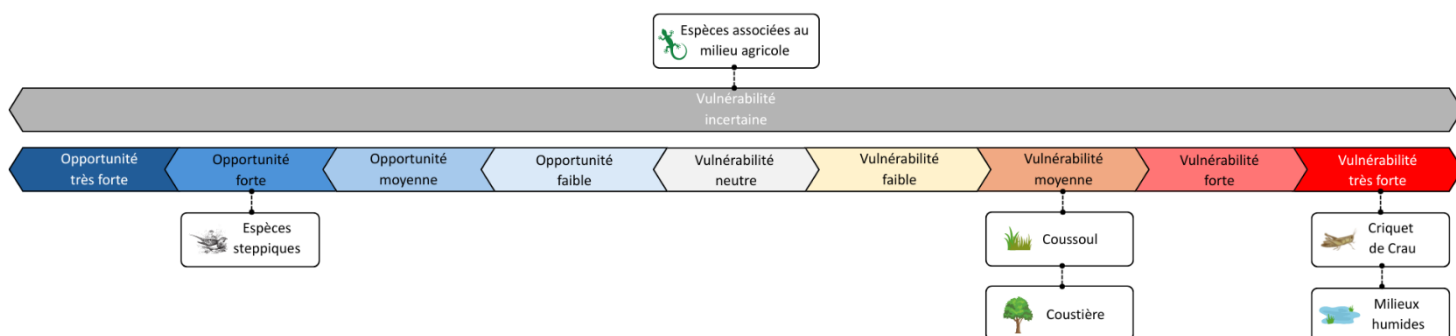 Espèces associées au
milieu agricole
Vulnérabilité
incertaine
Opportunité
très forte
Opportunité
forte
Opportunité
moyenne
Opportunité
faible
Vulnérabilité
neutre
Vulnérabilité
faible
Vulnérabilité
moyenne
Vulnérabilité
forte
Vulnérabilité
très forte
Espèces
steppiques
Coussoul
Criquet
de Crau
Coustière
Milieux
humides